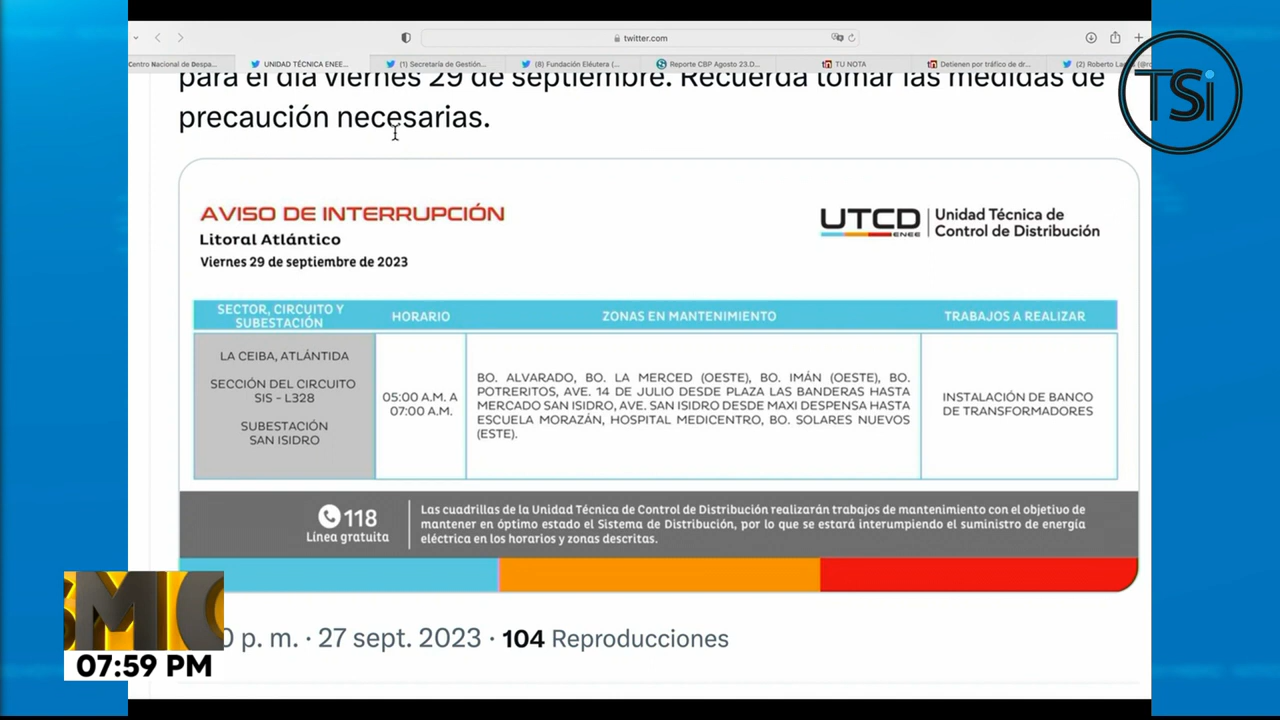 twitter.com
Centro Nacional de Despa...
UNIDAD TÉCNICA ENEE...
(1) Secretaría de Gestión...
(8) Fundación Eléutera (...
Reporte CBP Agosto 23.D...
TU NOTA
Detienen por tráfico de dr...
TSi
para el día viernes 29 de septiembre. Recuerda tomar las medidas de
precaución necesarias.
AVISO DE INTERRUPCIÓN
Litoral Atlántico
Viernes 29 de septiembre de 2023
UTCD
ENEE
Unidad Técnica de
Control de Distribución
SECTOR, CIRCUITO Y
SUBESTACIÓN
HORARIO
ZONAS EN MANTENIMIENTO
TRABAJOS A REALIZAR
LA CEIBA, ATLÁNTIDA
SECCIÓN DEL CIRCUITO
SIS – L328
SUBESTACIÓN
SAN ISIDRO
05:00 A.M. A
07:00 A.M.
BO. ALVARADO, BO. LA MERCED (OESTE), BO. IMÁN (OESTE), BO.
POTRERITOS, AVE. 14 DE JULIO DESDE PLAZA LAS BANDERAS HASTA
MERCADO SAN ISIDRO, AVE. SAN ISIDRO DESDE MAXI DESPENSA HASTA
ESCUELA MORAZÁN, HOSPITAL MEDICENTRO, BO. SOLARES NUEVOS
(ESTE).
INSTALACIÓN DE BANCO
DE TRANSFORMADORES
118
Línea gratuita
Las cuadrillas de la Unidad Técnica de Control de Distribución realizarán trabajos de mantenimiento con el objetivo de
mantener en óptimo estado el Sistema de Distribución, por lo que se estará interumpiendo el suministro de energía
eléctrica en los horarios y zonas descritas.
0 p. m. · 27 sept. 2023 · 104 Reproducciones
07:59 PM